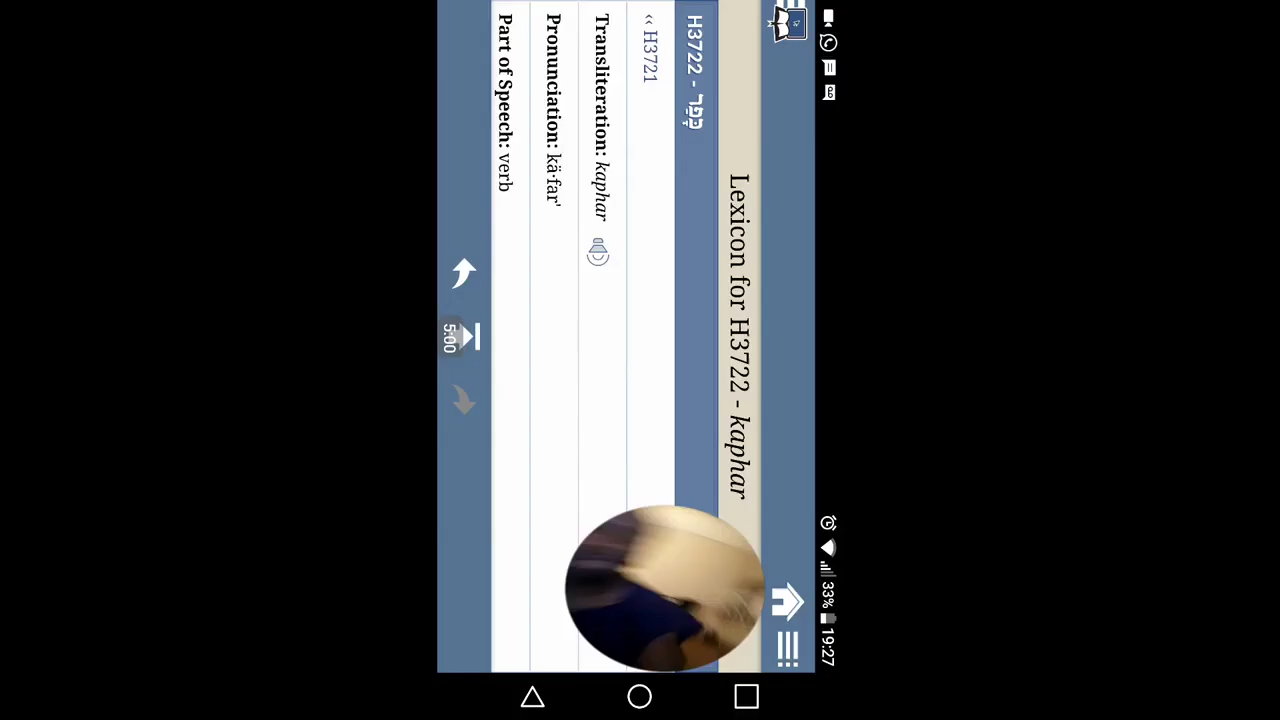 33% 19:27
Lexicon for H3722 - kaphar
H3722 - כָּפַר
‹‹ H3721
Transliteration: kaphar
Pronunciation: kä·far'
Part of Speech: verb
5:00